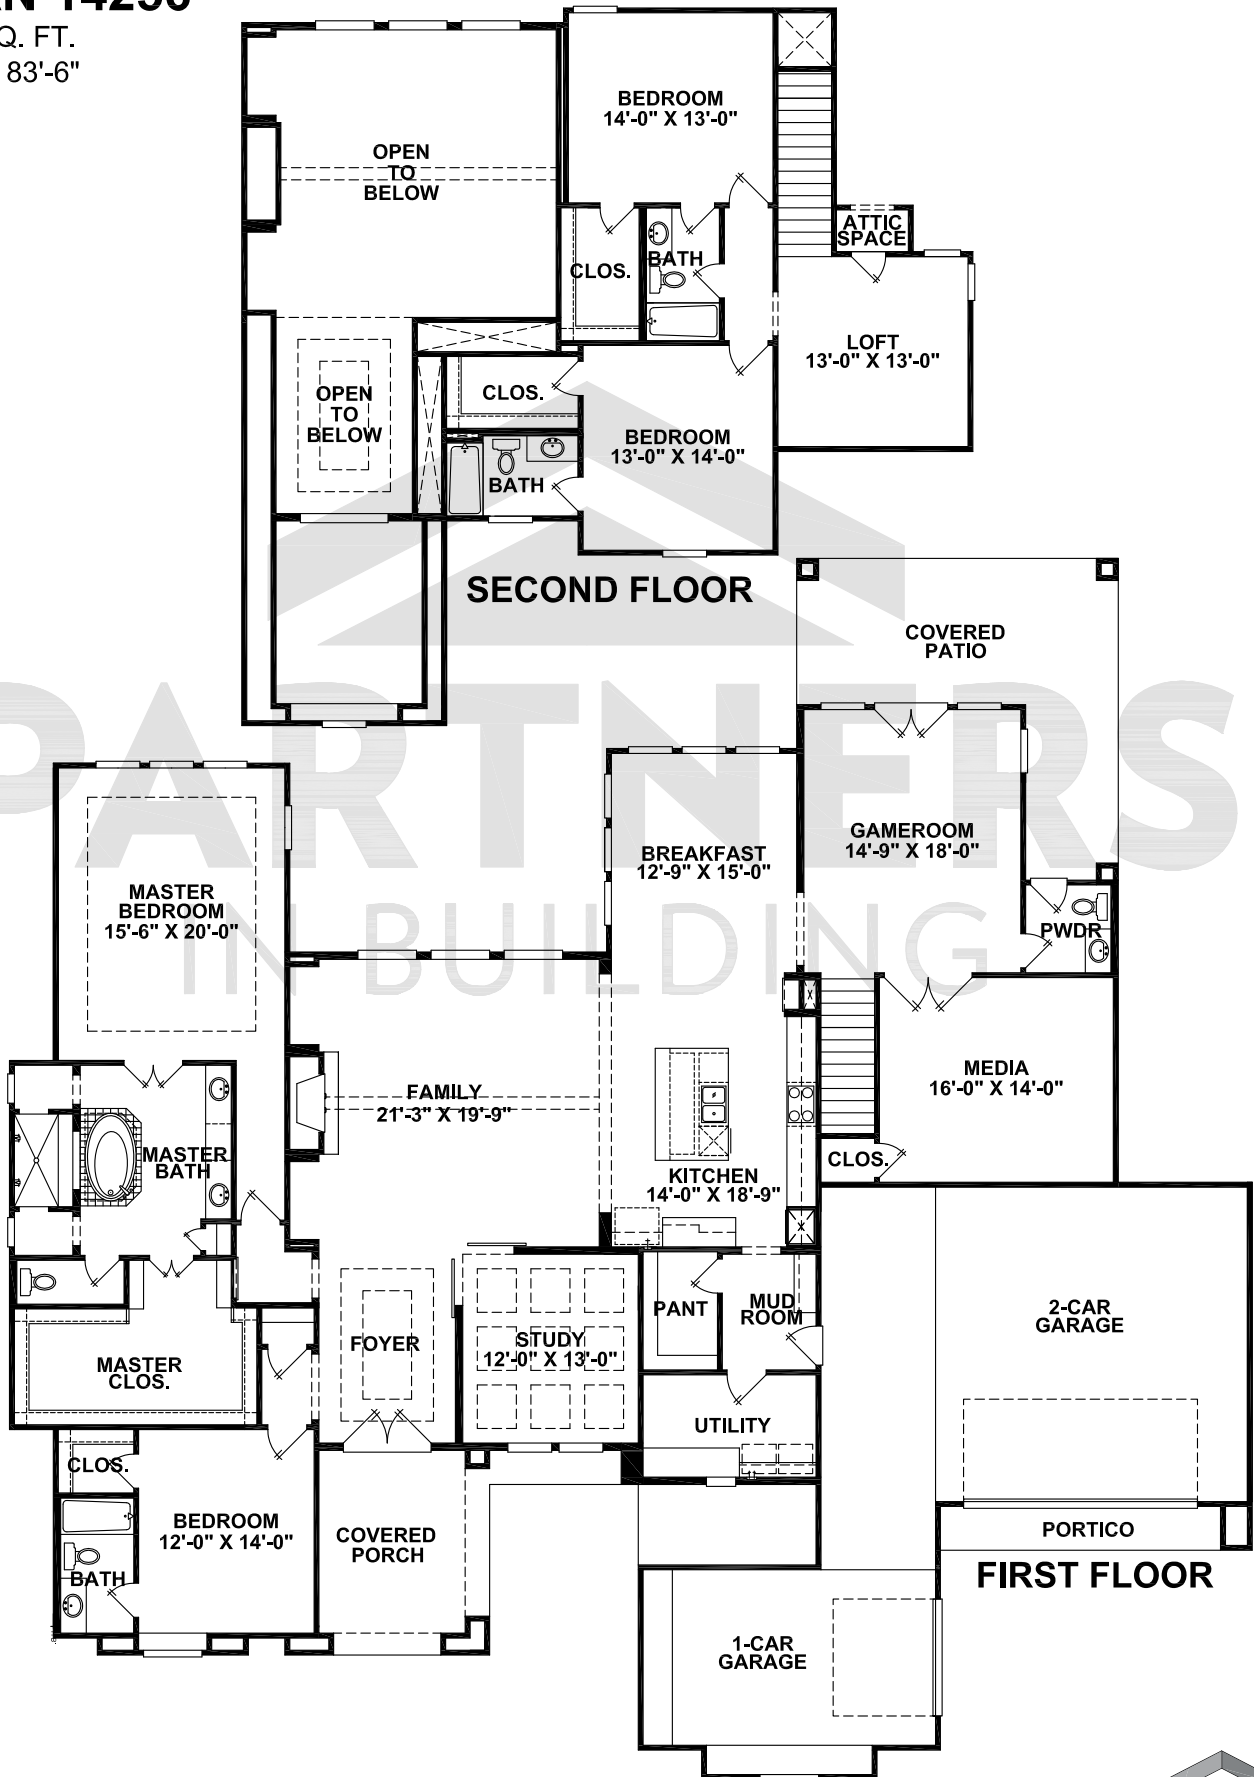 Q. FT.
83'-6"
BEDROOM
14'-0" X 13'-0"
OPEN
TO
BELOW
ATTIC
SPACE
CLOS.
BATH
LOFT
13'-0" X 13'-0"
OPEN
TO
BELOW
CLOS.
BEDROOM
13'-0" X 14'-0"
BATH
SECOND FLOOR
COVERED
PATIO
PARTNERS
IN BUILDING
GAMEROOM
14'-9" X 18'-0"
BREAKFAST
12'-9" X 15'-0"
MASTER
BEDROOM
15'-6" X 20'-0"
PWDR
FAMILY
21'-3" X 19'-9"
MEDIA
16'-0" X 14'-0"
MASTER
BATH
CLOS.
KITCHEN
14'-0" X 18'-9"
PANT
MUD
ROOM
2-CAR
GARAGE
FOYER
STUDY
12'-0" X 13'-0"
MASTER
CLOS.
UTILITY
CLOS.
BEDROOM
12'-0" X 14'-0"
COVERED
PORCH
PORTICO
BATH
FIRST FLOOR
1-CAR
GARAGE